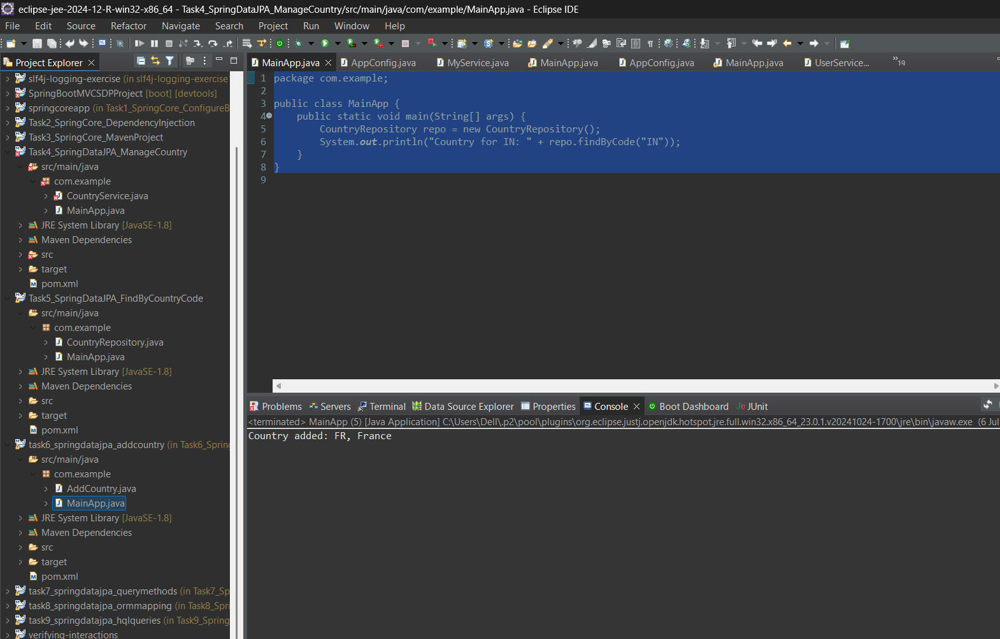 eclipse-jee-2024-12-R-win32-x86_64 - Task4_SpringDataJPA_ManageCountry/src/main/java/com/example/MainApp.java - Eclipse IDE
File Edit Source Refactor Navigate Search Project Run Window Help
Project Explorer
slf4j-logging-exercise (in slf4j-logging-exercise
SpringBootMVCSDPProject [boot] [devtools]
springcoreapp (in Task1_SpringCore_ConfigureB
Task2_SpringCore_DependencyInjection
Task3_SpringCore_MavenProject
Task4_SpringDataJPA_ManageCountry
src/main/java
com.example
CountryService.java
MainApp.java
JRE System Library [JavaSE-1.8]
Maven Dependencies
src
target
pom.xml
Task5_SpringDataJPA_FindByCountryCode
src/main/java
com.example
CountryRepository.java
MainApp.java
JRE System Library [JavaSE-1.8]
Maven Dependencies
src
target
pom.xml
task6_springdatajpa_addcountry (in Task6_Spring
src/main/java
com.example
AddCountry.java
MainApp.java
JRE System Library [JavaSE-1.8]
Maven Dependencies
src
target
pom.xml
task7_springdatajpa_querymethods (in Task7_Sp
task8_springdatajpa_ormmapping (in Task8_Spri
task9_springdatajpa_hqlqueries (in Task9_Spring
verifying-interactions
MainApp.java AppConfig.java MyService.java MainApp.java AppConfig.java MainApp.java UserService... »19
1 package com.example;
2
3 public class MainApp {
4 public static void main(String[] args) {
5 CountryRepository repo = new CountryRepository();
6 System.out.println("Country for IN: " + repo.findByCode("IN"));
7 }
8 }
9
Problems Servers Terminal Data Source Explorer Properties Console Boot Dashboard JUnit
<terminated> MainApp (5) [Java Application] C:\Users\Dell\.p2\pool\plugins\org.eclipse.justj.openjdk.hotspot.jre.full.win32.x86_64_23.0.1.v20241024-1700\jre\bin\javaw.exe (6 Jul
Country added: FR, France